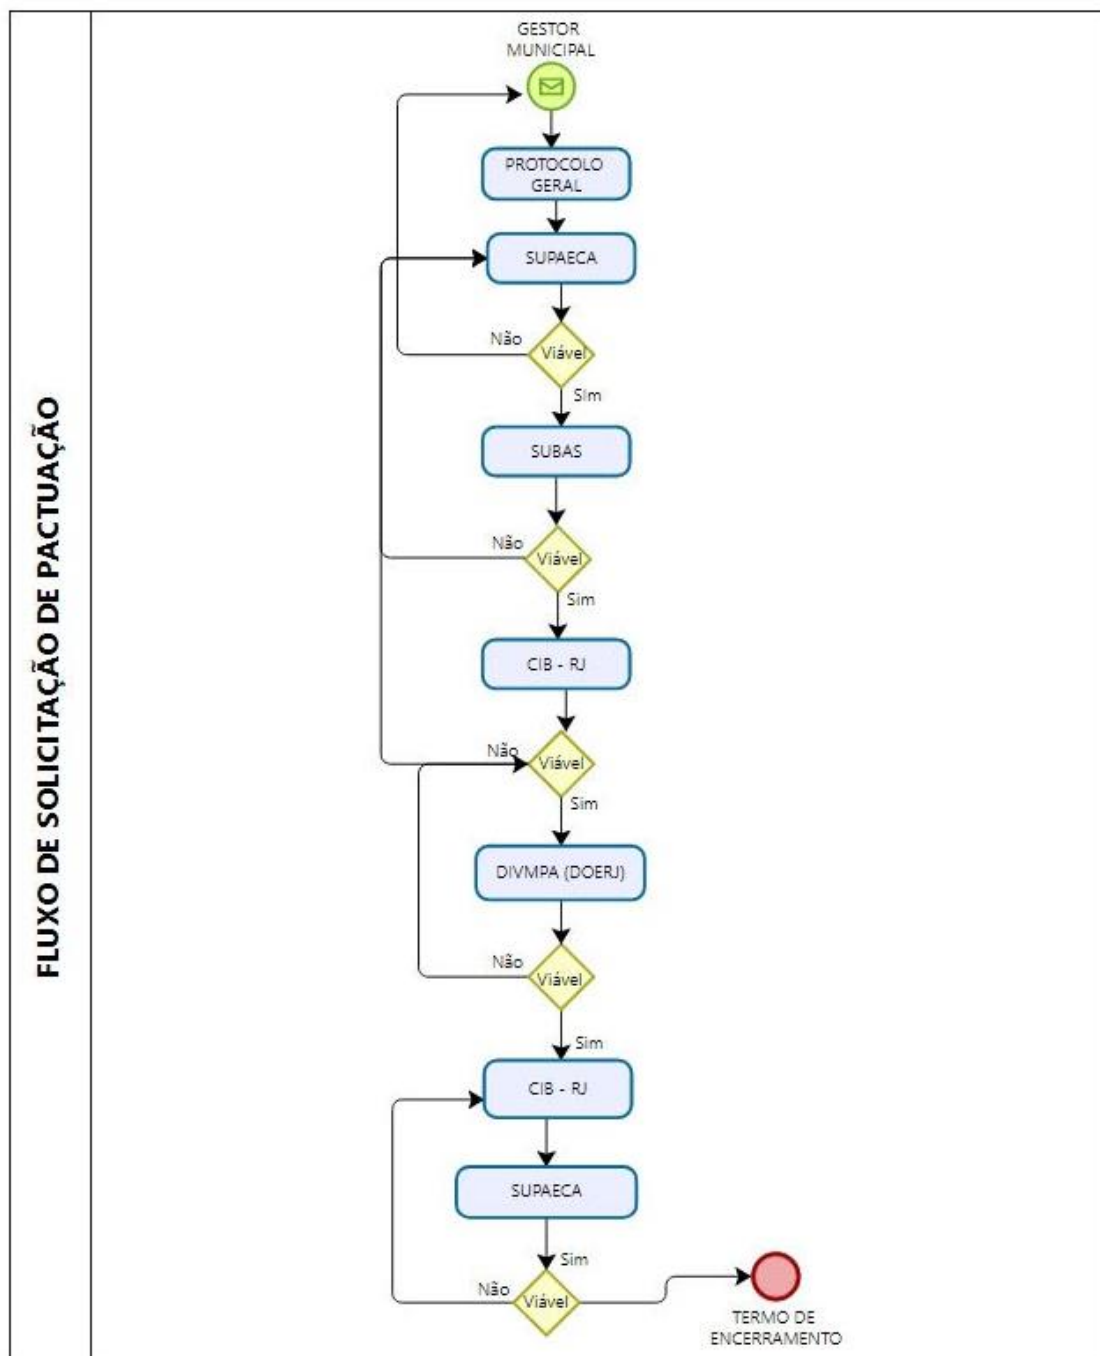 FLUXO DE SOLICITAÇÃO DE PACTUAÇÃO
GESTOR
MUNICIPAL
PROTOCOLO
GERAL
SUPAECA
Não
Viável
Sim
SUBAS
Não
Viável
Sim
CIB - RJ
Não
Viável
Sim
DIVMPA (DOERJ)
Não
Viável
Sim
CIB - RJ
SUPAECA
Sim
Não
Viável
TERMO DE
ENCERRAMENTO